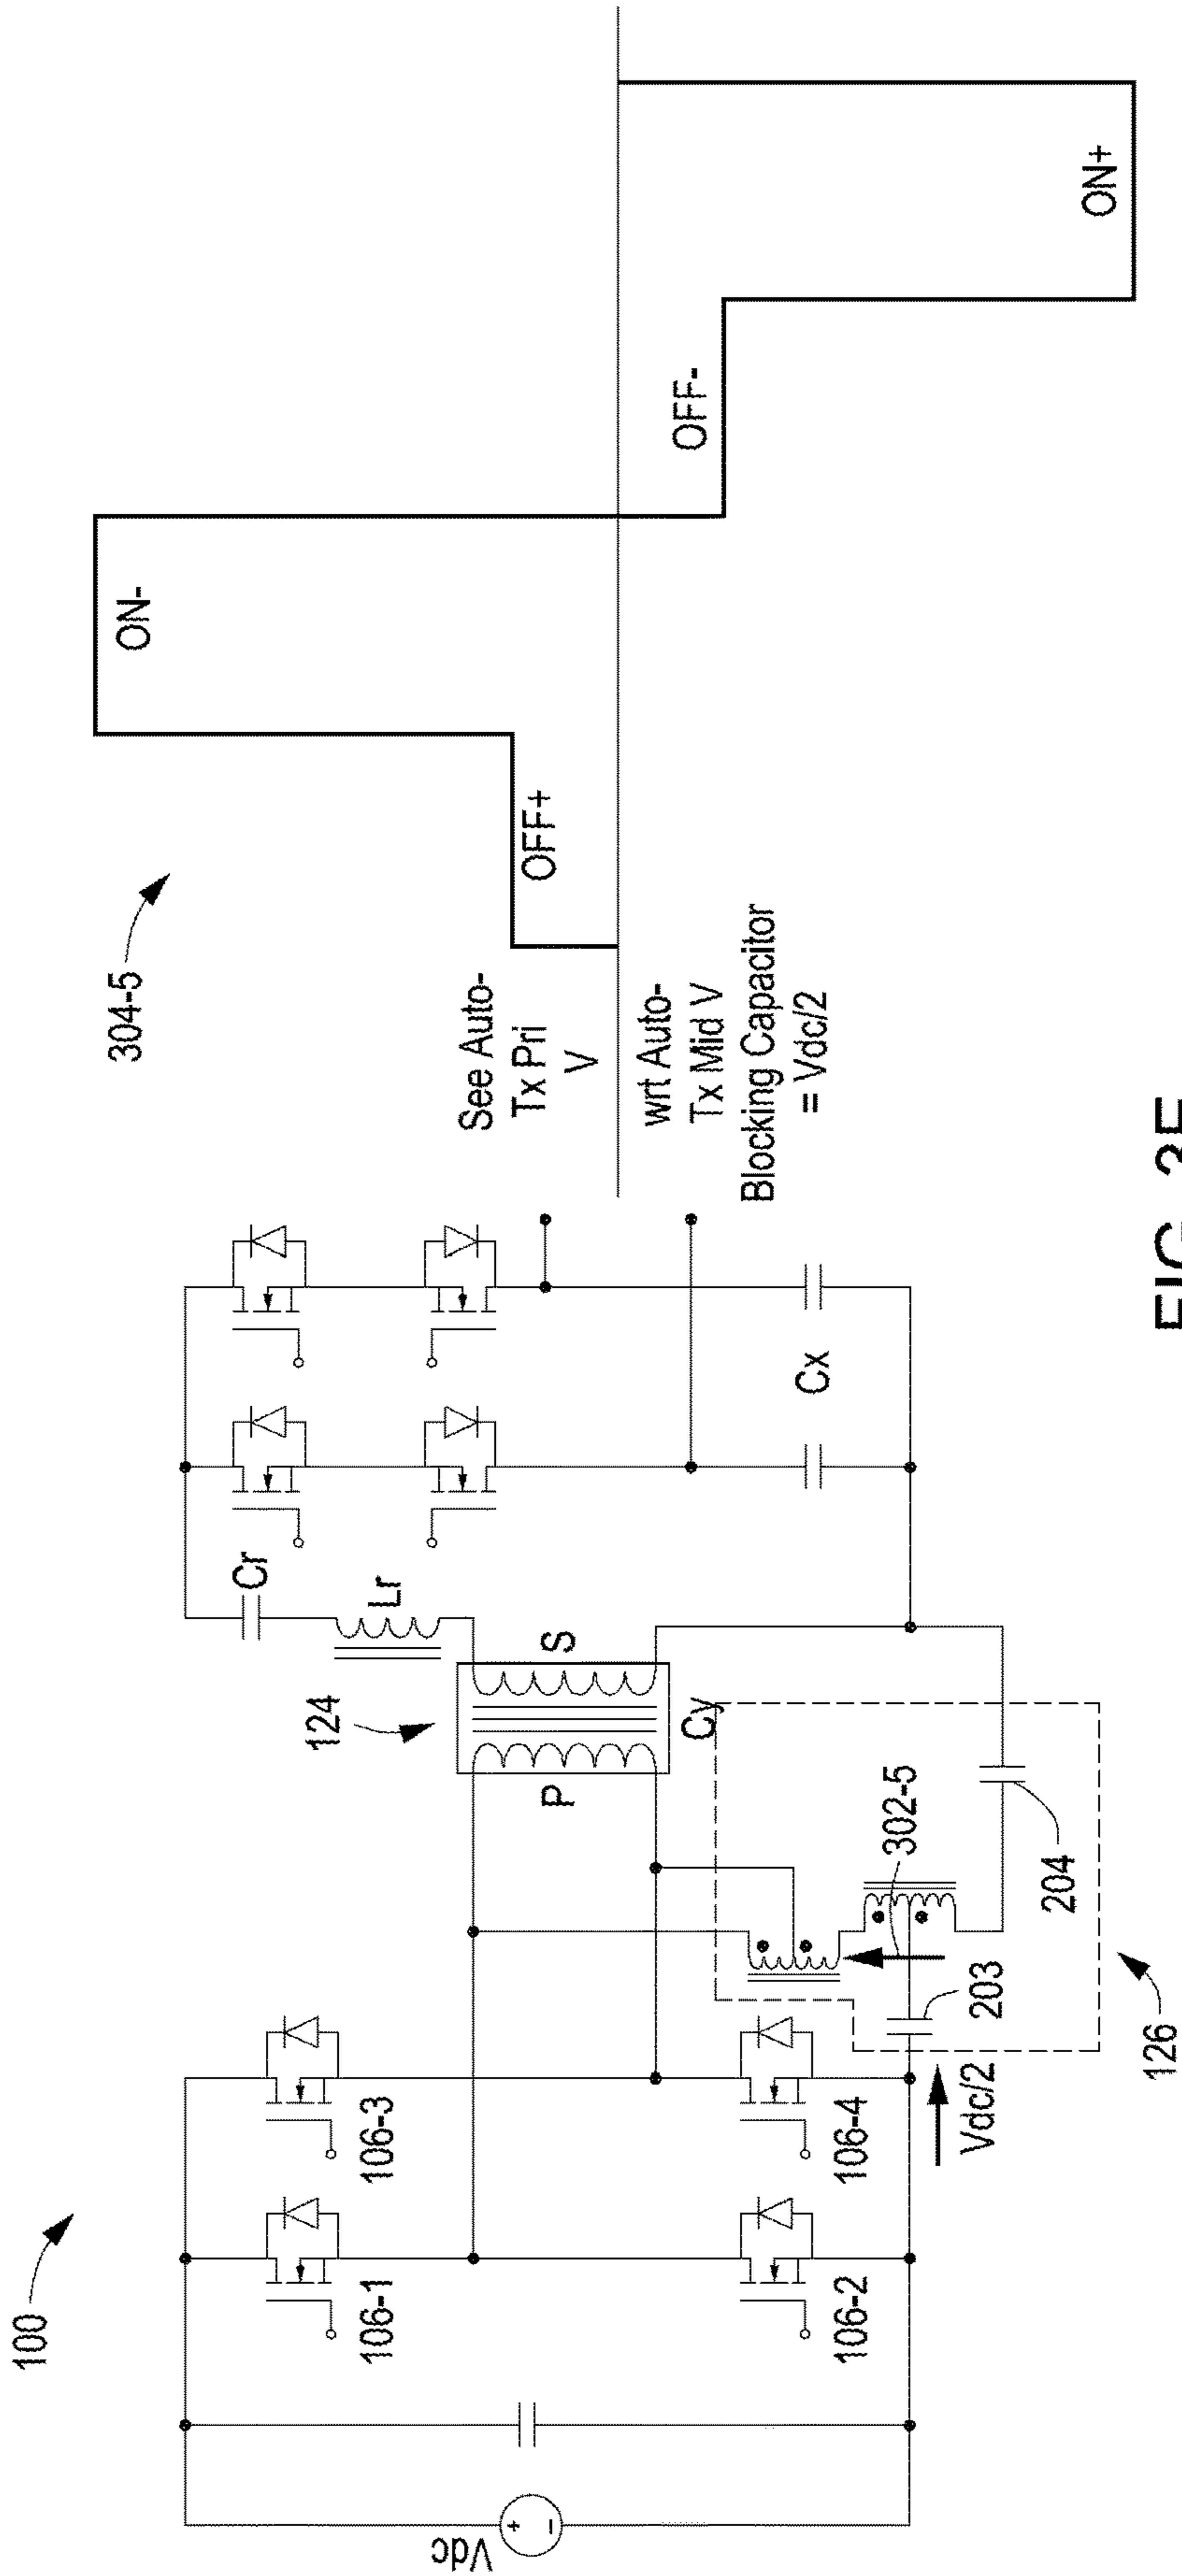 100
Vdc
+
−
106-1
106-3
106-2
106-4
Vdc/2
203
126
302-5
204
Cy
124
P
S
Lr
Cr
Cx
304-5
See Auto-
Tx Pri
V
wrt Auto-
Tx Mid V
Blocking Capacitor
= Vdc/2
OFF+
ON-
OFF-
ON+